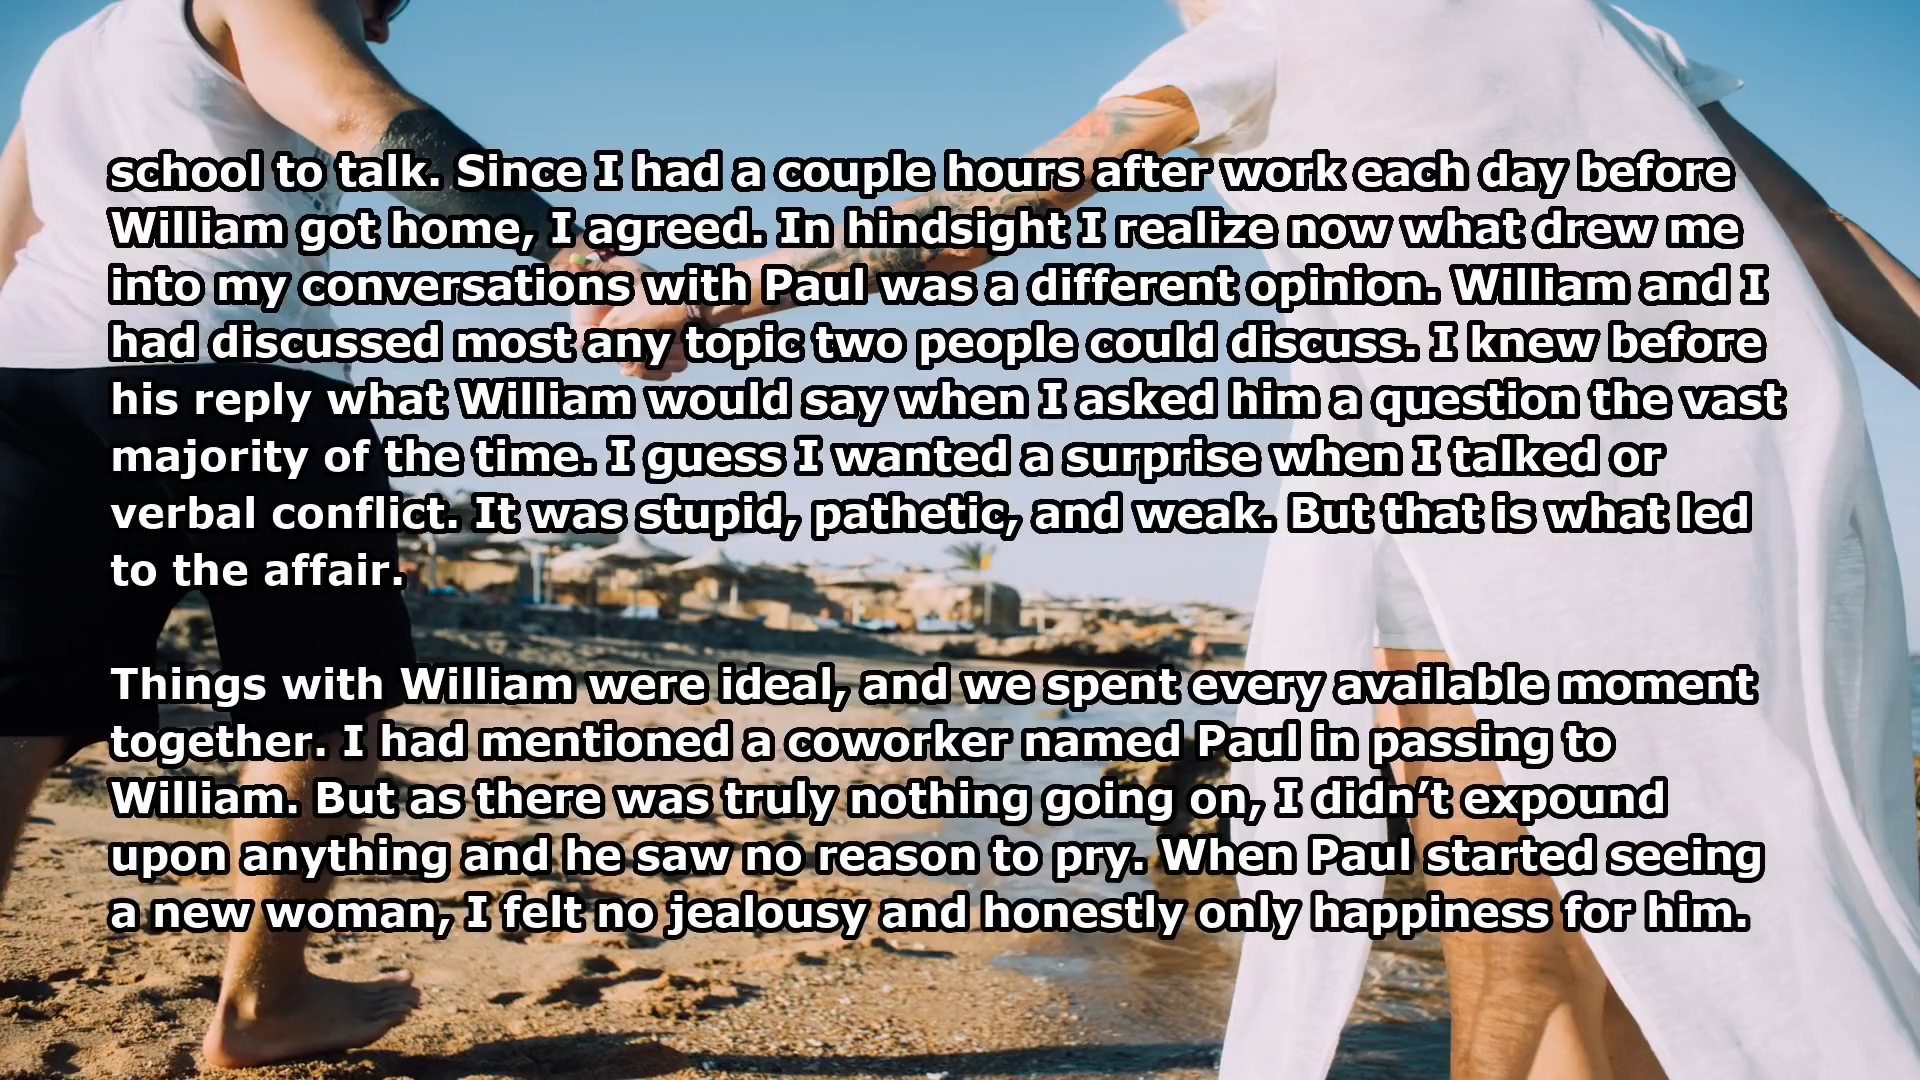 school to talk. Since I had a couple hours after work each day before
William got home, I agreed. In hindsight I realize now what drew me
into my conversations with Paul was a different opinion. William and I
had discussed most any topic two people could discuss. I knew before
his reply what William would say when I asked him a question the vast
majority of the time. I guess I wanted a surprise when I talked or
verbal conflict. It was stupid, pathetic, and weak. But that is what led
to the affair.
Things with William were ideal, and we spent every available moment
together. I had mentioned a coworker named Paul in passing to
William. But as there was truly nothing going on, I didn’t expound
upon anything and he saw no reason to pry. When Paul started seeing
a new woman, I felt no jealousy and honestly only happiness for him.